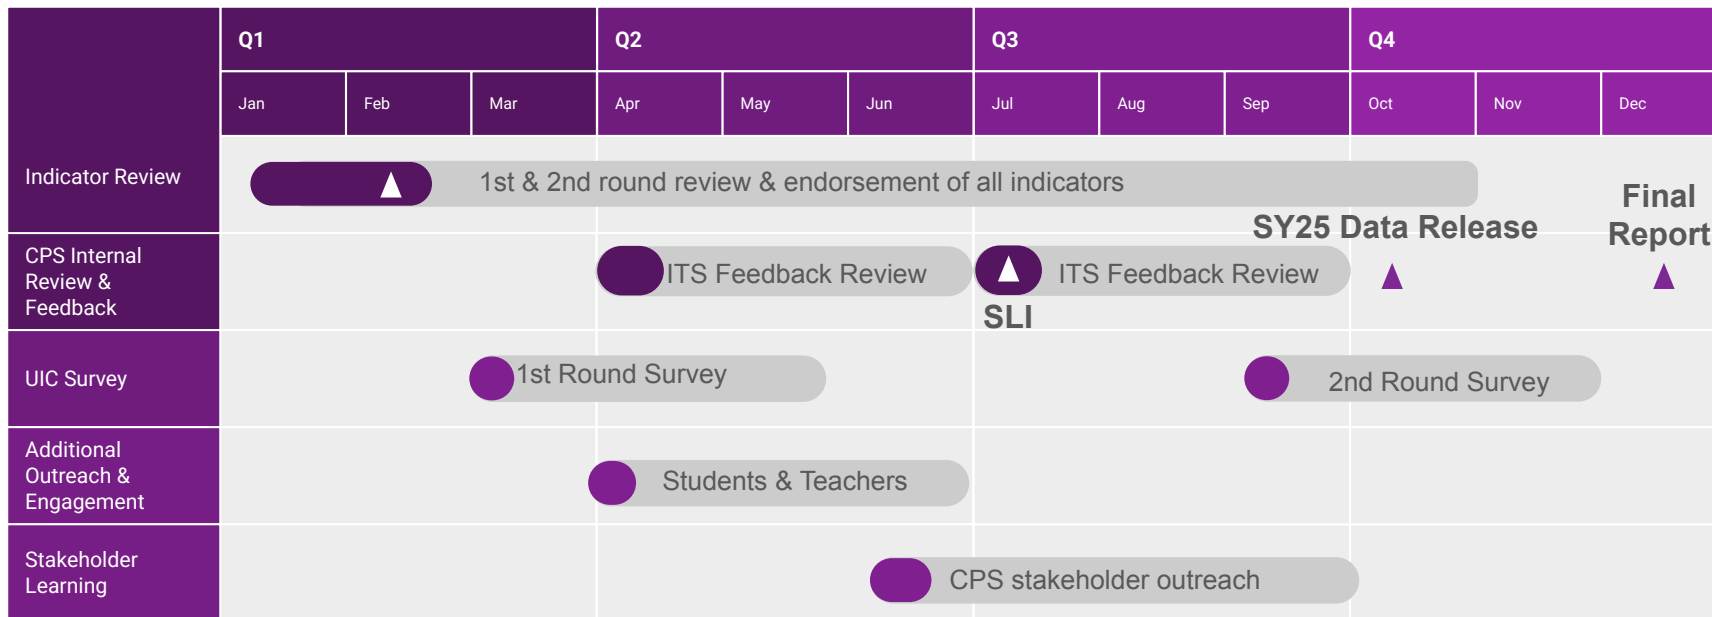 Q1
Q2
Q3
Q4
Jan
Feb
Mar
Apr
May
Jun
Jul
Aug
Sep
Oct
Nov
Dec
Indicator Review
1st & 2nd round review & endorsement of all indicators
CPS Internal
Review &
Feedback
ITS Feedback Review
SLI
ITS Feedback Review
SY25 Data Release
Final
Report
UIC Survey
1st Round Survey
2nd Round Survey
Additional
Outreach &
Engagement
Students & Teachers
Stakeholder
Learning
CPS stakeholder outreach